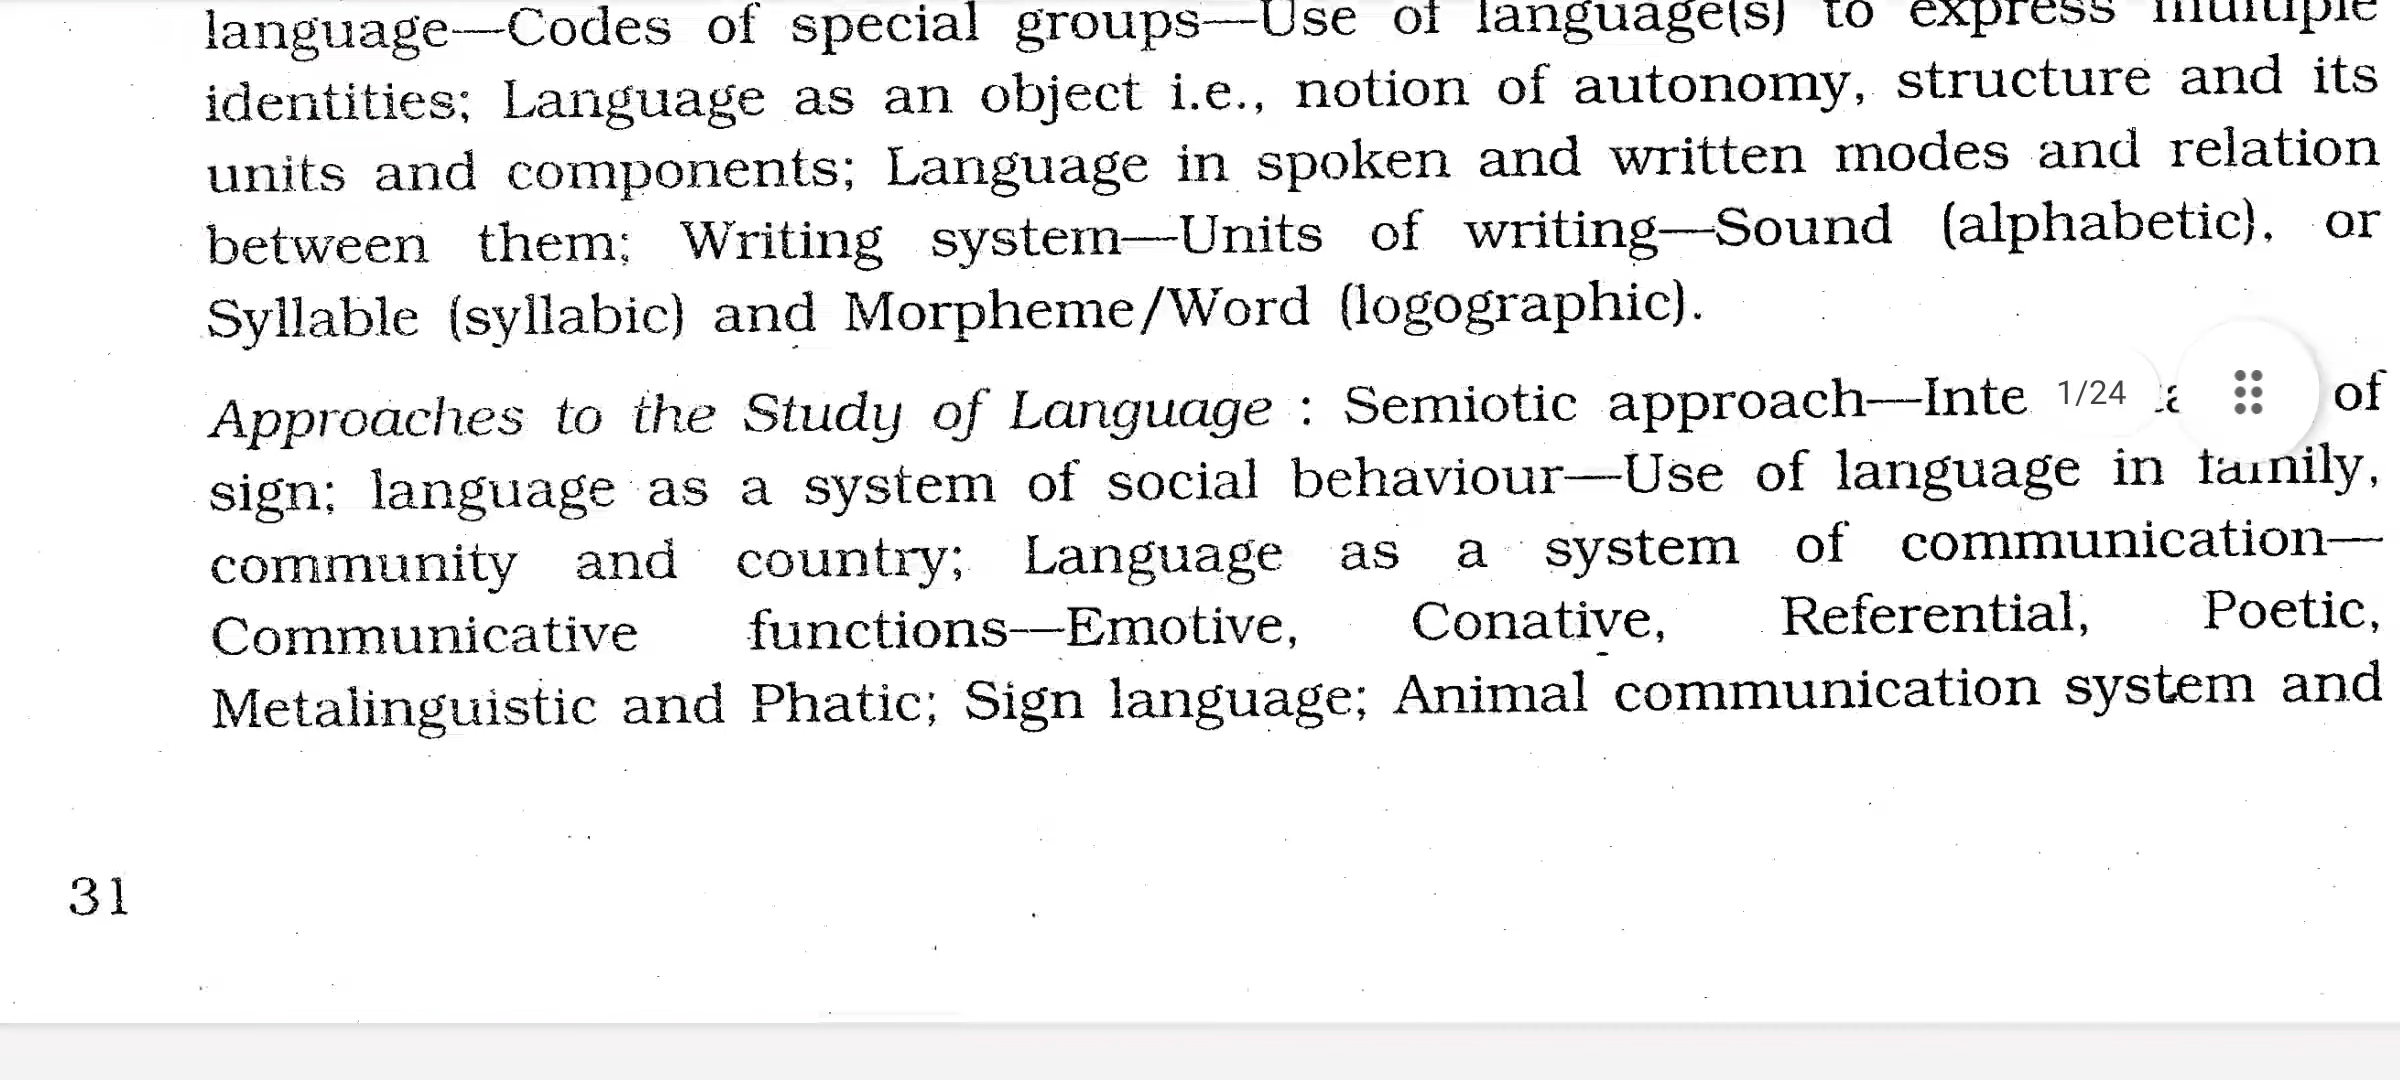 language—Codes of special groups—Use of language(s) to express multiple
identities; Language as an object i.e., notion of autonomy, structure and its
units and components; Language in spoken and written modes and relation
between them; Writing system—Units of writing—Sound (alphabetic), or
Syllable (syllabic) and Morpheme/Word (logographic).
Approaches to the Study of Language : Semiotic approach— of
1/24
sign; language as a system of social behaviour—Use of language in family,
community and country; Language as a system of communication—
Communicative functions—Emotive, Conative, Referential, Poetic,
Metalinguistic and Phatic; Sign language; Animal communication system and
31